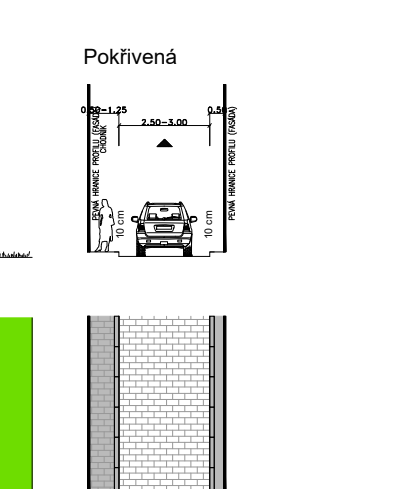 Pokřivená
0.50-1.25
0.50
2.50-3.00
PEVNÁ HRANICE PROFILU (FASÁDA)
CHODNÍK
PEVNÁ HRANICE PROFILU (FASÁDA)
10 cm
10 cm